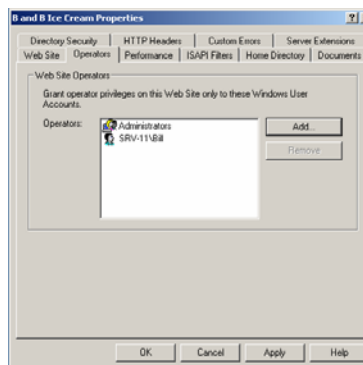 B and B Ice Cream Properties
Directory Security HTTP Headers Custom Errors Server Extensions
Web Site Operators Performance ISAPI Filters Home Directory Documents
Web Site Operators
Grant operator privileges on this Web Site only to these Windows User
Accounts.
Operators:
Administrators
SRV-11\Bill
Add...
Remove
OK Cancel Apply Help